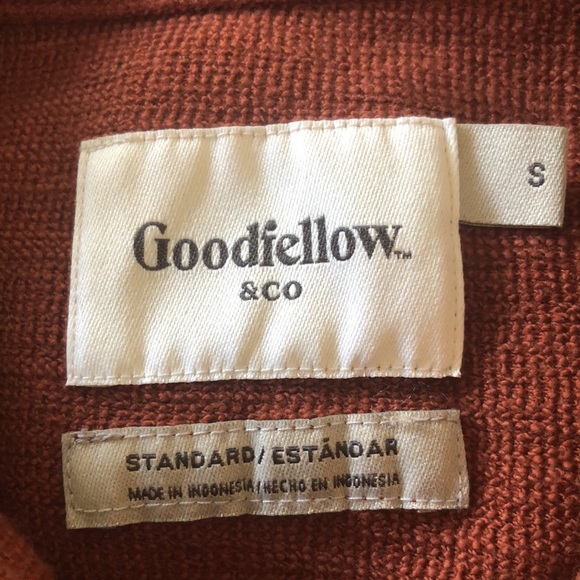 Goodfellow™
&CO
S
STANDARD/ESTÁNDAR
MADE IN INDONESIA/HECHO EN INDONESIA